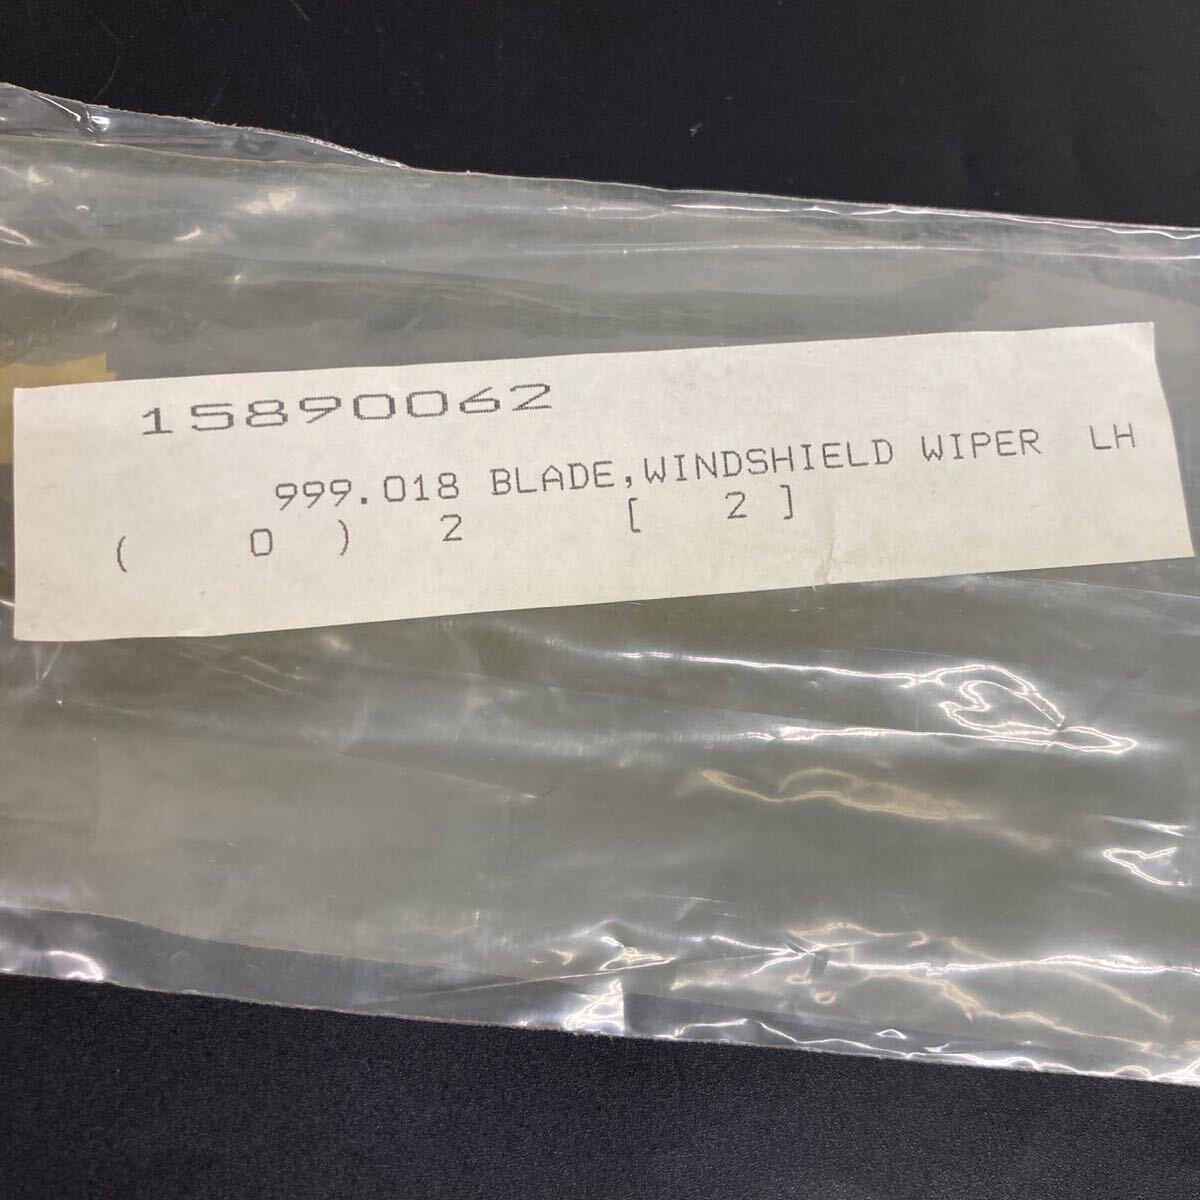 15890062
999.018 BLADE,WINDSHIELD WIPER LH
( 0 ) 2 [ 2 ]